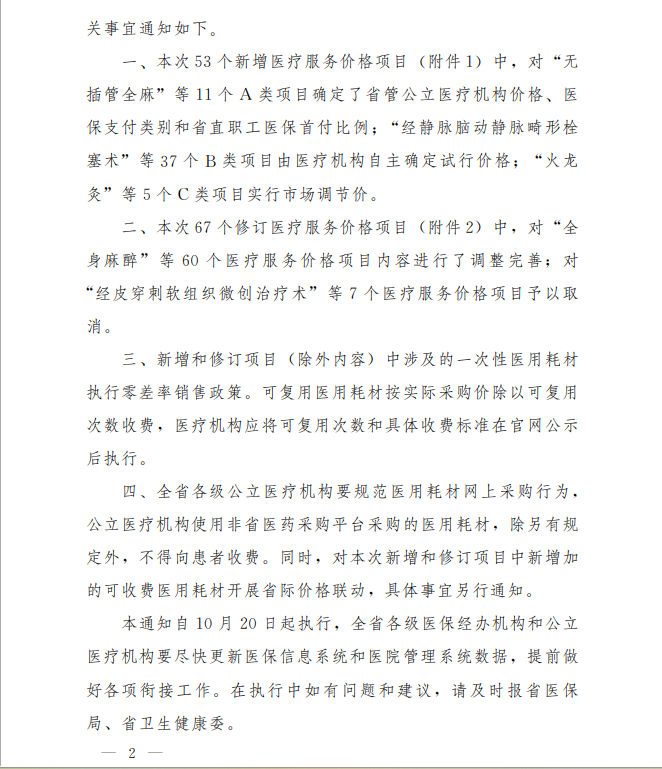 关事宜通知如下。
一、本次 53 个新增医疗服务价格项目（附件 1）中，对“无
插管全麻”等 11 个 A 类项目确定了省管公立医疗机构价格、医
保支付类别和省直职工医保首付比例；“经静脉脑动静脉畸形栓
塞术”等 37 个 B 类项目由医疗机构自主确定试行价格；“火龙
灸”等 5 个 C 类项目实行市场调节价。
二、本次 67 个修订医疗服务价格项目（附件 2）中，对“全
身麻醉”等 60 个医疗服务价格项目内容进行了调整完善；对
“经皮穿刺软组织微创治疗术”等 7 个医疗服务价格项目予以取
消。
三、新增和修订项目（除外内容）中涉及的一次性医用耗材
执行零差率销售政策。可复用医用耗材按实际采购价除以可复用
次数收费，医疗机构应将可复用次数和具体收费标准在官网公示
后执行。
四、全省各级公立医疗机构要规范医用耗材网上采购行为，
公立医疗机构使用非省医药采购平台采购的医用耗材，除另有规
定外，不得向患者收费。同时，对本次新增和修订项目中新增加
的可收费医用耗材开展省际价格联动，具体事宜另行通知。
本通知自 10 月 20 日起执行，全省各级医保经办机构和公立
医疗机构要尽快更新医保信息系统和医院管理系统数据，提前做
好各项衔接工作。在执行中如有问题和建议，请及时报省医保
局、省卫生健康委。
— 2 —